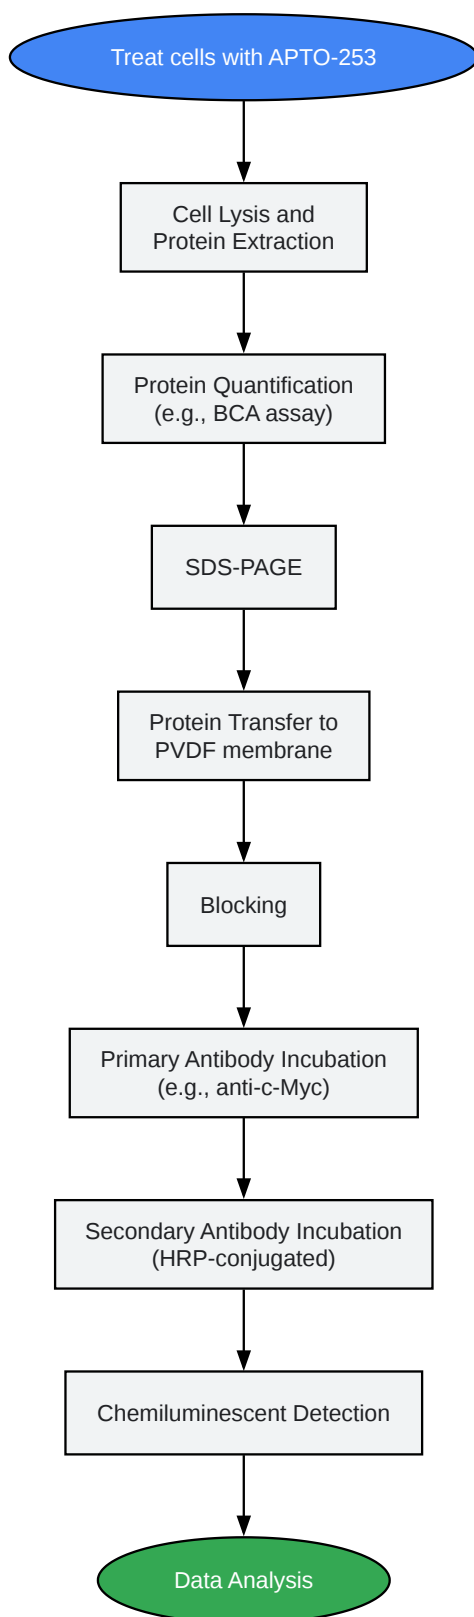 Treat cells with APTO-253
Cell Lysis and
Protein Extraction
Protein Quantification
(e.g., BCA assay)
SDS-PAGE
Protein Transfer to
PVDF membrane
Blocking
Primary Antibody Incubation
(e.g., anti-c-Myc)
Secondary Antibody Incubation
(HRP-conjugated)
Chemiluminescent Detection
Data Analysis